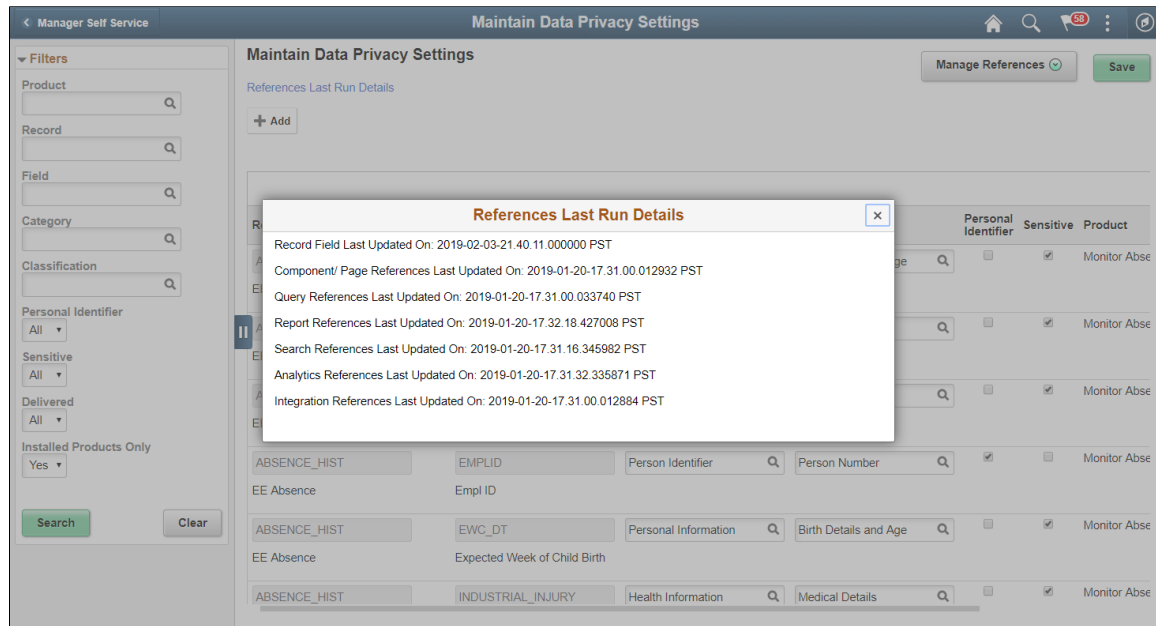 Manager Self Service
Maintain Data Privacy Settings
58
Filters
Product
Record
Field
Category
Classification
Personal Identifier
All
Sensitive
All
Delivered
All
Installed Products Only
Yes
Search Clear
Maintain Data Privacy Settings
Manage References
Save
References Last Run Details
Add
Personal Identifier Sensitive Product
References Last Run Details
Record Field Last Updated On: 2019-02-03-21.40.11.000000 PST
Component/ Page References Last Updated On: 2019-01-20-17.31.00.012932 PST
Query References Last Updated On: 2019-01-20-17.31.00.033740 PST
Report References Last Updated On: 2019-01-20-17.32.18.427008 PST
Search References Last Updated On: 2019-01-20-17.31.16.345982 PST
Analytics References Last Updated On: 2019-01-20-17.31.32.335871 PST
Integration References Last Updated On: 2019-01-20-17.31.00.012884 PST
Monitor Abse
Monitor Abse
Monitor Abse
ABSENCE_HIST EMPLID Person Identifier Person Number Monitor Abse
EE Absence Empl ID
ABSENCE_HIST EWC_DT Personal Information Birth Details and Age Monitor Abse
EE Absence Expected Week of Child Birth
ABSENCE_HIST INDUSTRIAL_INJURY Health Information Medical Details Monitor Abse